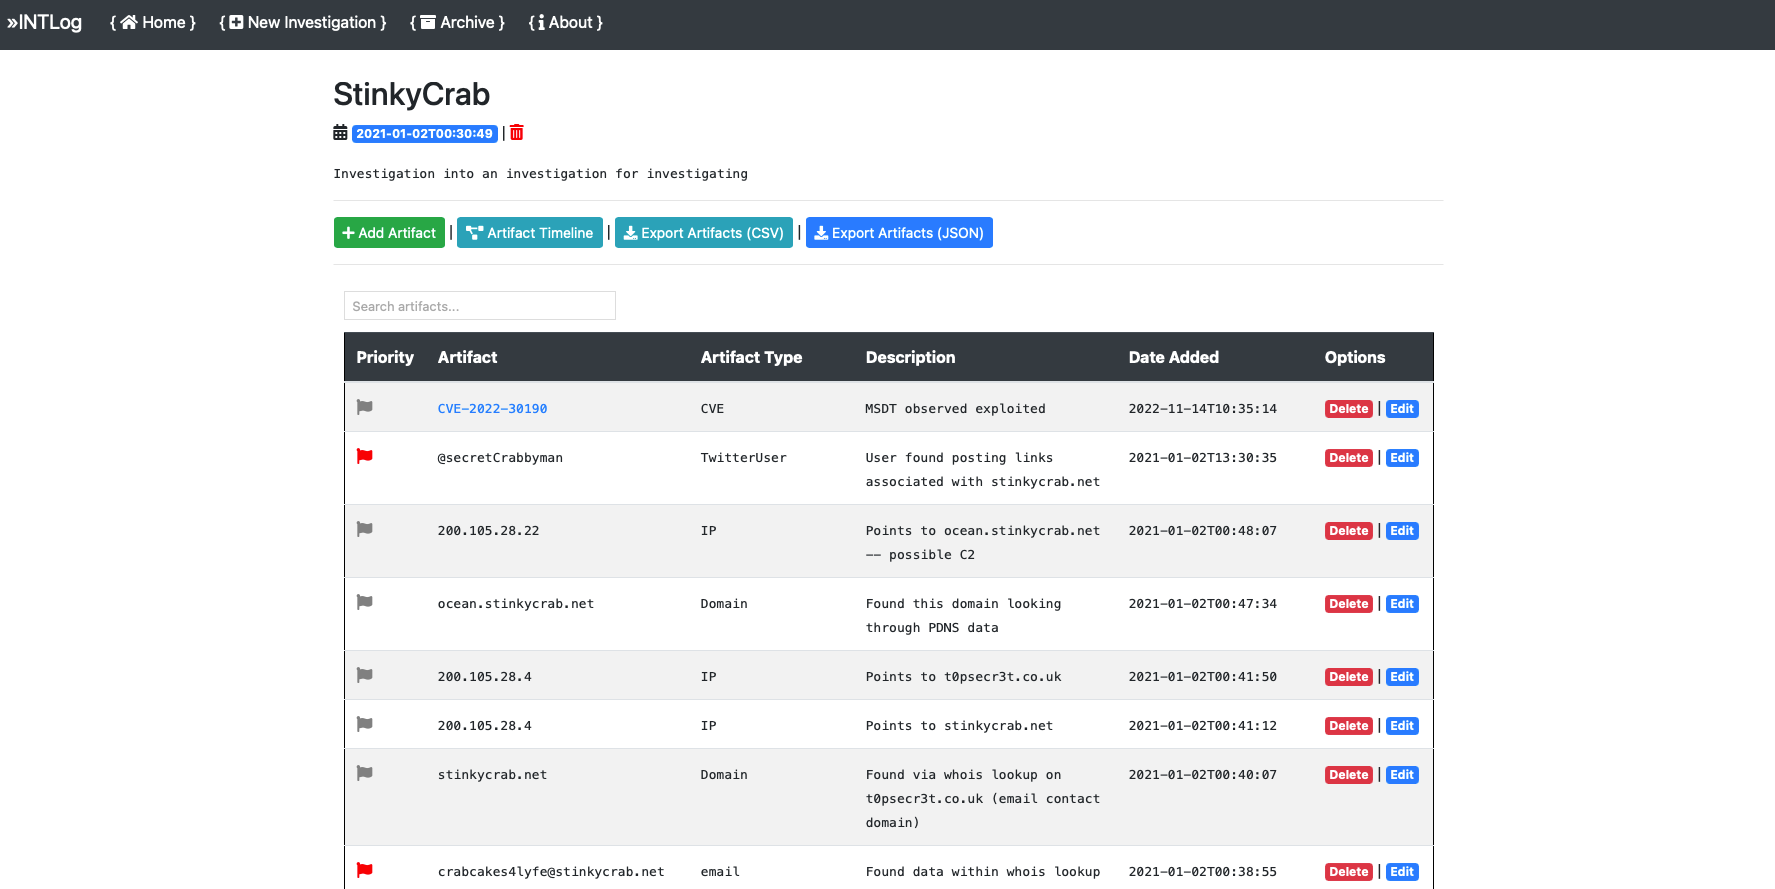 »INTLog { Home } { New Investigation } { Archive } { About }
StinkyCrab
2021-01-02T00:30:49 |
Investigation into an investigation for investigating
Add Artifact | Artifact Timeline | Export Artifacts (CSV) | Export Artifacts (JSON)
Search artifacts...
Priority Artifact Artifact Type Description Date Added Options
CVE-2022-30190 CVE MSDT observed exploited 2022-11-14T10:35:14 Delete | Edit
@secretCrabbyman TwitterUser User found posting links 2021-01-02T13:30:35 Delete | Edit
associated with stinkycrab.net
200.105.28.22 IP Points to ocean.stinkycrab.net 2021-01-02T00:48:07 Delete | Edit
-- possible C2
ocean.stinkycrab.net Domain Found this domain looking 2021-01-02T00:47:34 Delete | Edit
through PDNS data
200.105.28.4 IP Points to t0psecr3t.co.uk 2021-01-02T00:41:50 Delete | Edit
200.105.28.4 IP Points to stinkycrab.net 2021-01-02T00:41:12 Delete | Edit
stinkycrab.net Domain Found via whois lookup on 2021-01-02T00:40:07 Delete | Edit
t0psecr3t.co.uk (email contact
domain)
crabcakes4lyfe@stinkycrab.net email Found data within whois lookup 2021-01-02T00:38:55 Delete | Edit